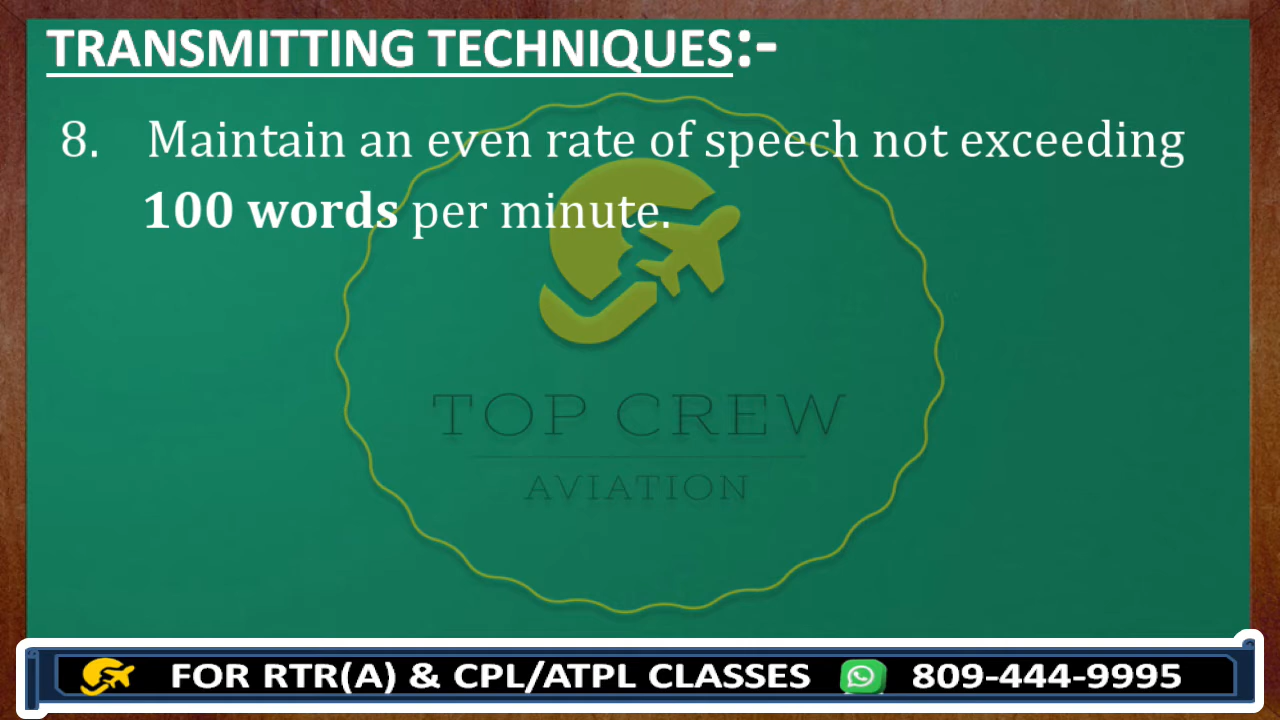 TRANSMITTING TECHNIQUES:-
8. Maintain an even rate of speech not exceeding
100 words per minute.
TOP CREW
AVIATION
FOR RTR(A) & CPL/ATPL CLASSES 809-444-9995